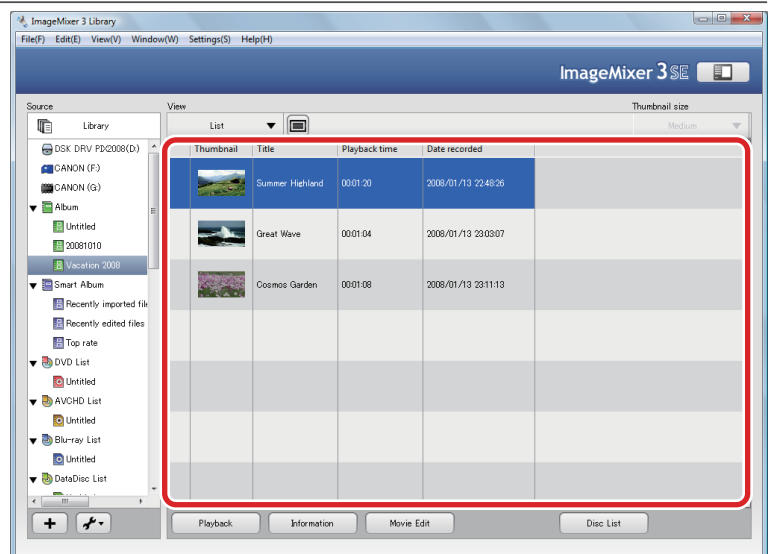 ImageMixer 3 Library
File(F) Edit(E) View(V) Window(W) Settings(S) Help(H)
ImageMixer 3 SE
Source View Thumbnail size
Library List Medium
DSK DRV PD2008(D:)
CANON (F:)
CANON (G:)
Album
Untitled
20081010
Vacation 2008
Smart Album
Recently imported file
Recently edited files
Top rate
DVD List
Untitled
AVCHD List
Untitled
Blu-ray List
Untitled
DataDisc List
Thumbnail Title Playback time Date recorded
Summer Highland 00:01:20 2008/01/13 22:48:26
Great Wave 00:01:04 2008/01/13 23:03:07
Cosmos Garden 00:01:08 2008/01/13 23:11:13
Playback Information Movie Edit Disc List